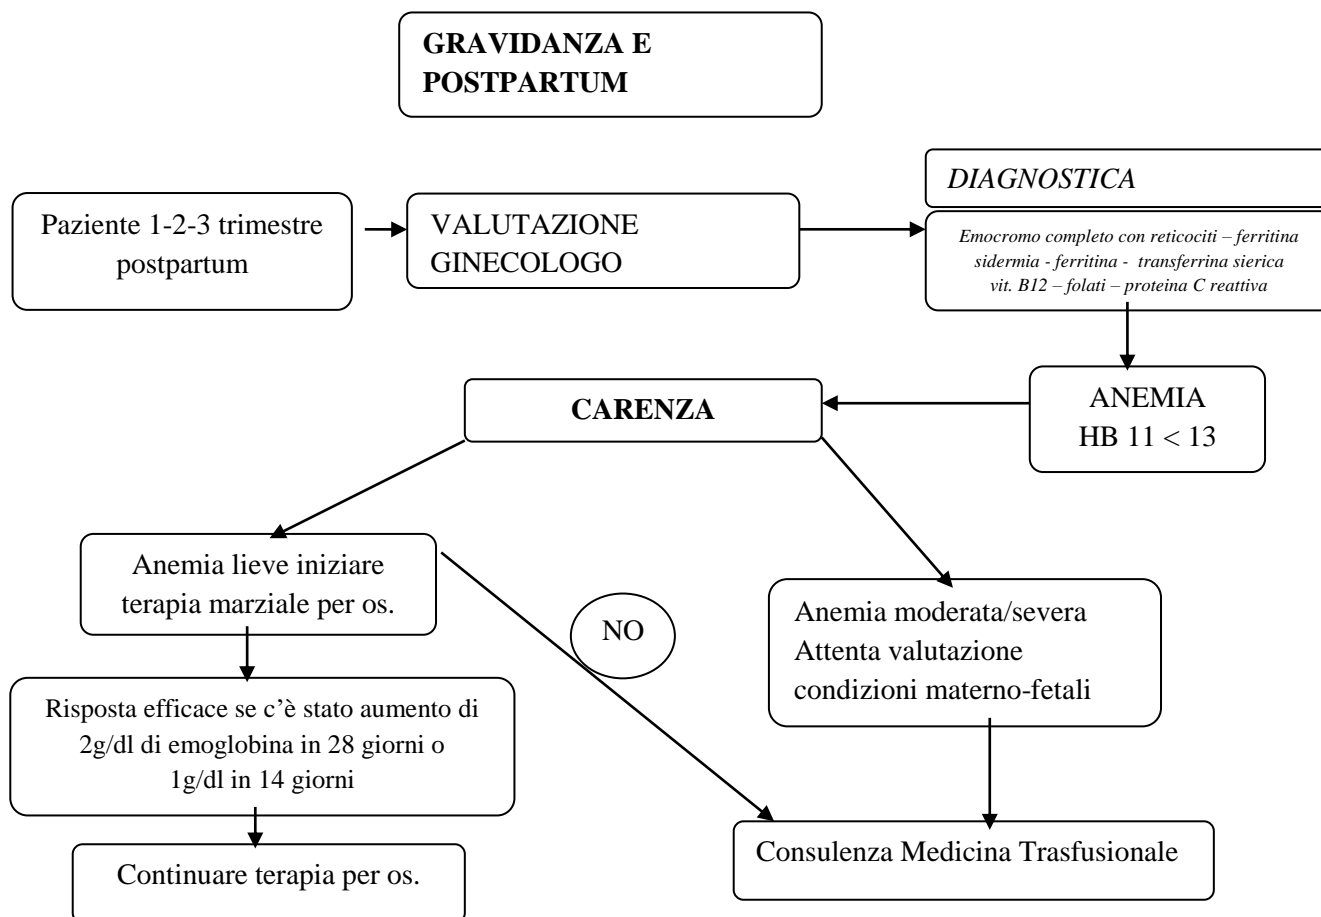 GRAVIDANZA E
POSTPARTUM
DIAGNOSTICA
Paziente 1-2-3 trimestre
postpartum
VALUTAZIONE
GINECOLOGO
Emocromo completo con reticociti – ferritina
sidermia - ferritina - transferrina sierica
vit. B12 – folati – proteina C reattiva
CARENZA
ANEMIA
HB 11 < 13
Anemia lieve iniziare
terapia marziale per os.
NO
Anemia moderata/severa
Attenta valutazione
condizioni materno-fetali
Risposta efficace se c’è stato aumento di
2g/dl di emoglobina in 28 giorni o
1g/dl in 14 giorni
Continuare terapia per os.
Consulenza Medicina Trasfusionale